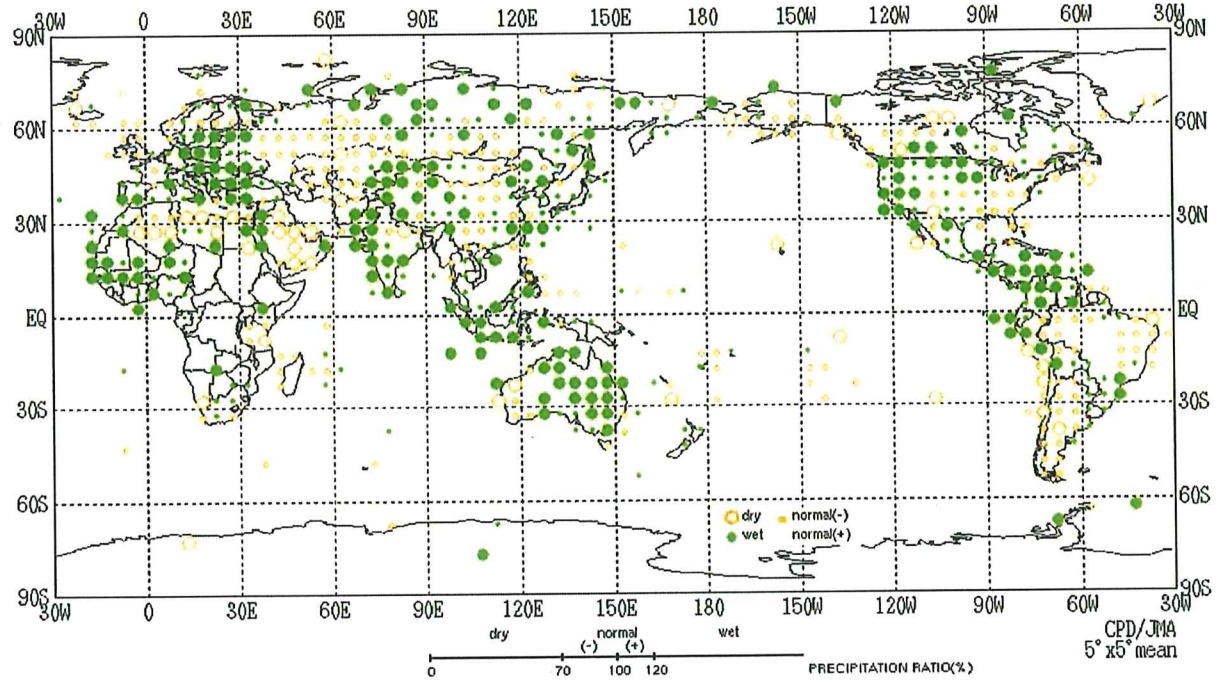 30W 0 30E 60E 90E 120E 150E 180 150W 120W 90W 60W 30W
90N 90N
60N 60N
30N 30N
EQ EQ
30S 30S
60S 60S
dry normal(-)
wet normal(+)
90S 90S
30W 0 30E 60E 90E 120E 150E 180 150W 120W 90W 60W 30W
dry normal wet
(-) (+)
0 70 100 120 PRECIPITATION RATIO(%)
CPD/JMA
5° x5° mean